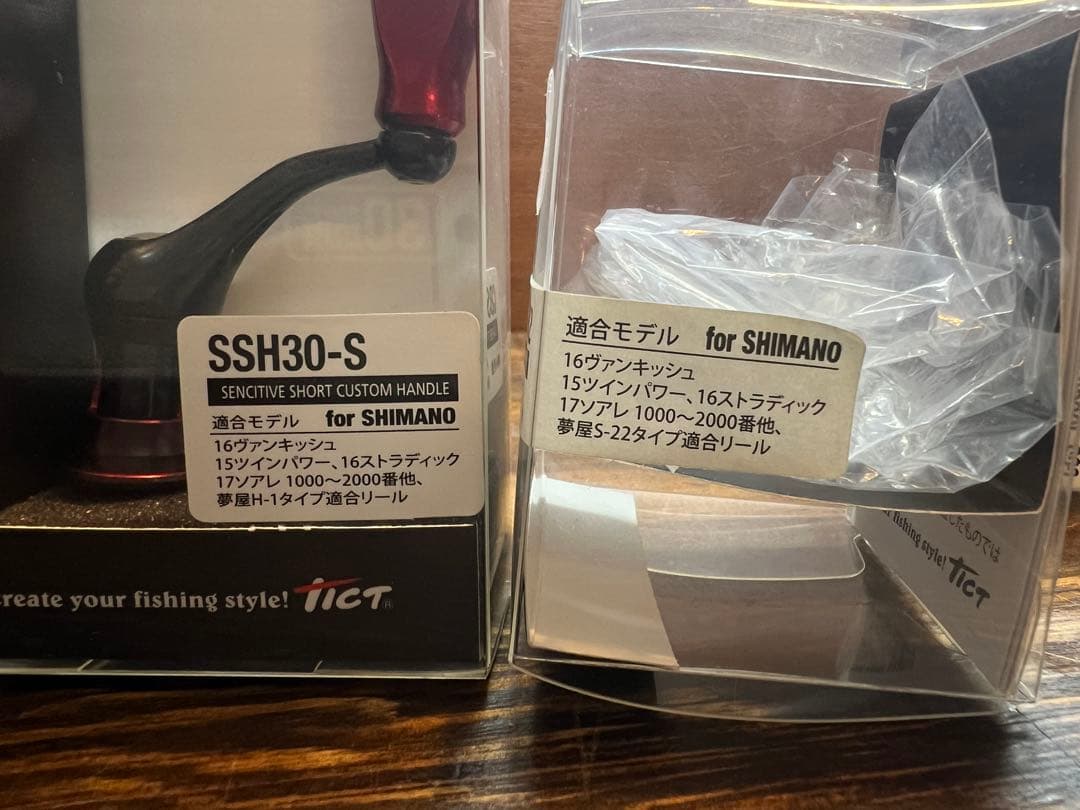 SSH30-S
SENCITIVE SHORT CUSTOM HANDLE
適合モデル for SHIMANO
16ヴァンキッシュ
15ツインパワー、16ストラディック
17ソアレ 1000〜2000番他、
夢屋H-1タイプ適合リール
create your fishing style! TICT
適合モデル for SHIMANO
16ヴァンキッシュ
15ツインパワー、16ストラディック
17ソアレ 1000〜2000番他、
夢屋S-22タイプ適合リール
したものでは
fishing style! TICT